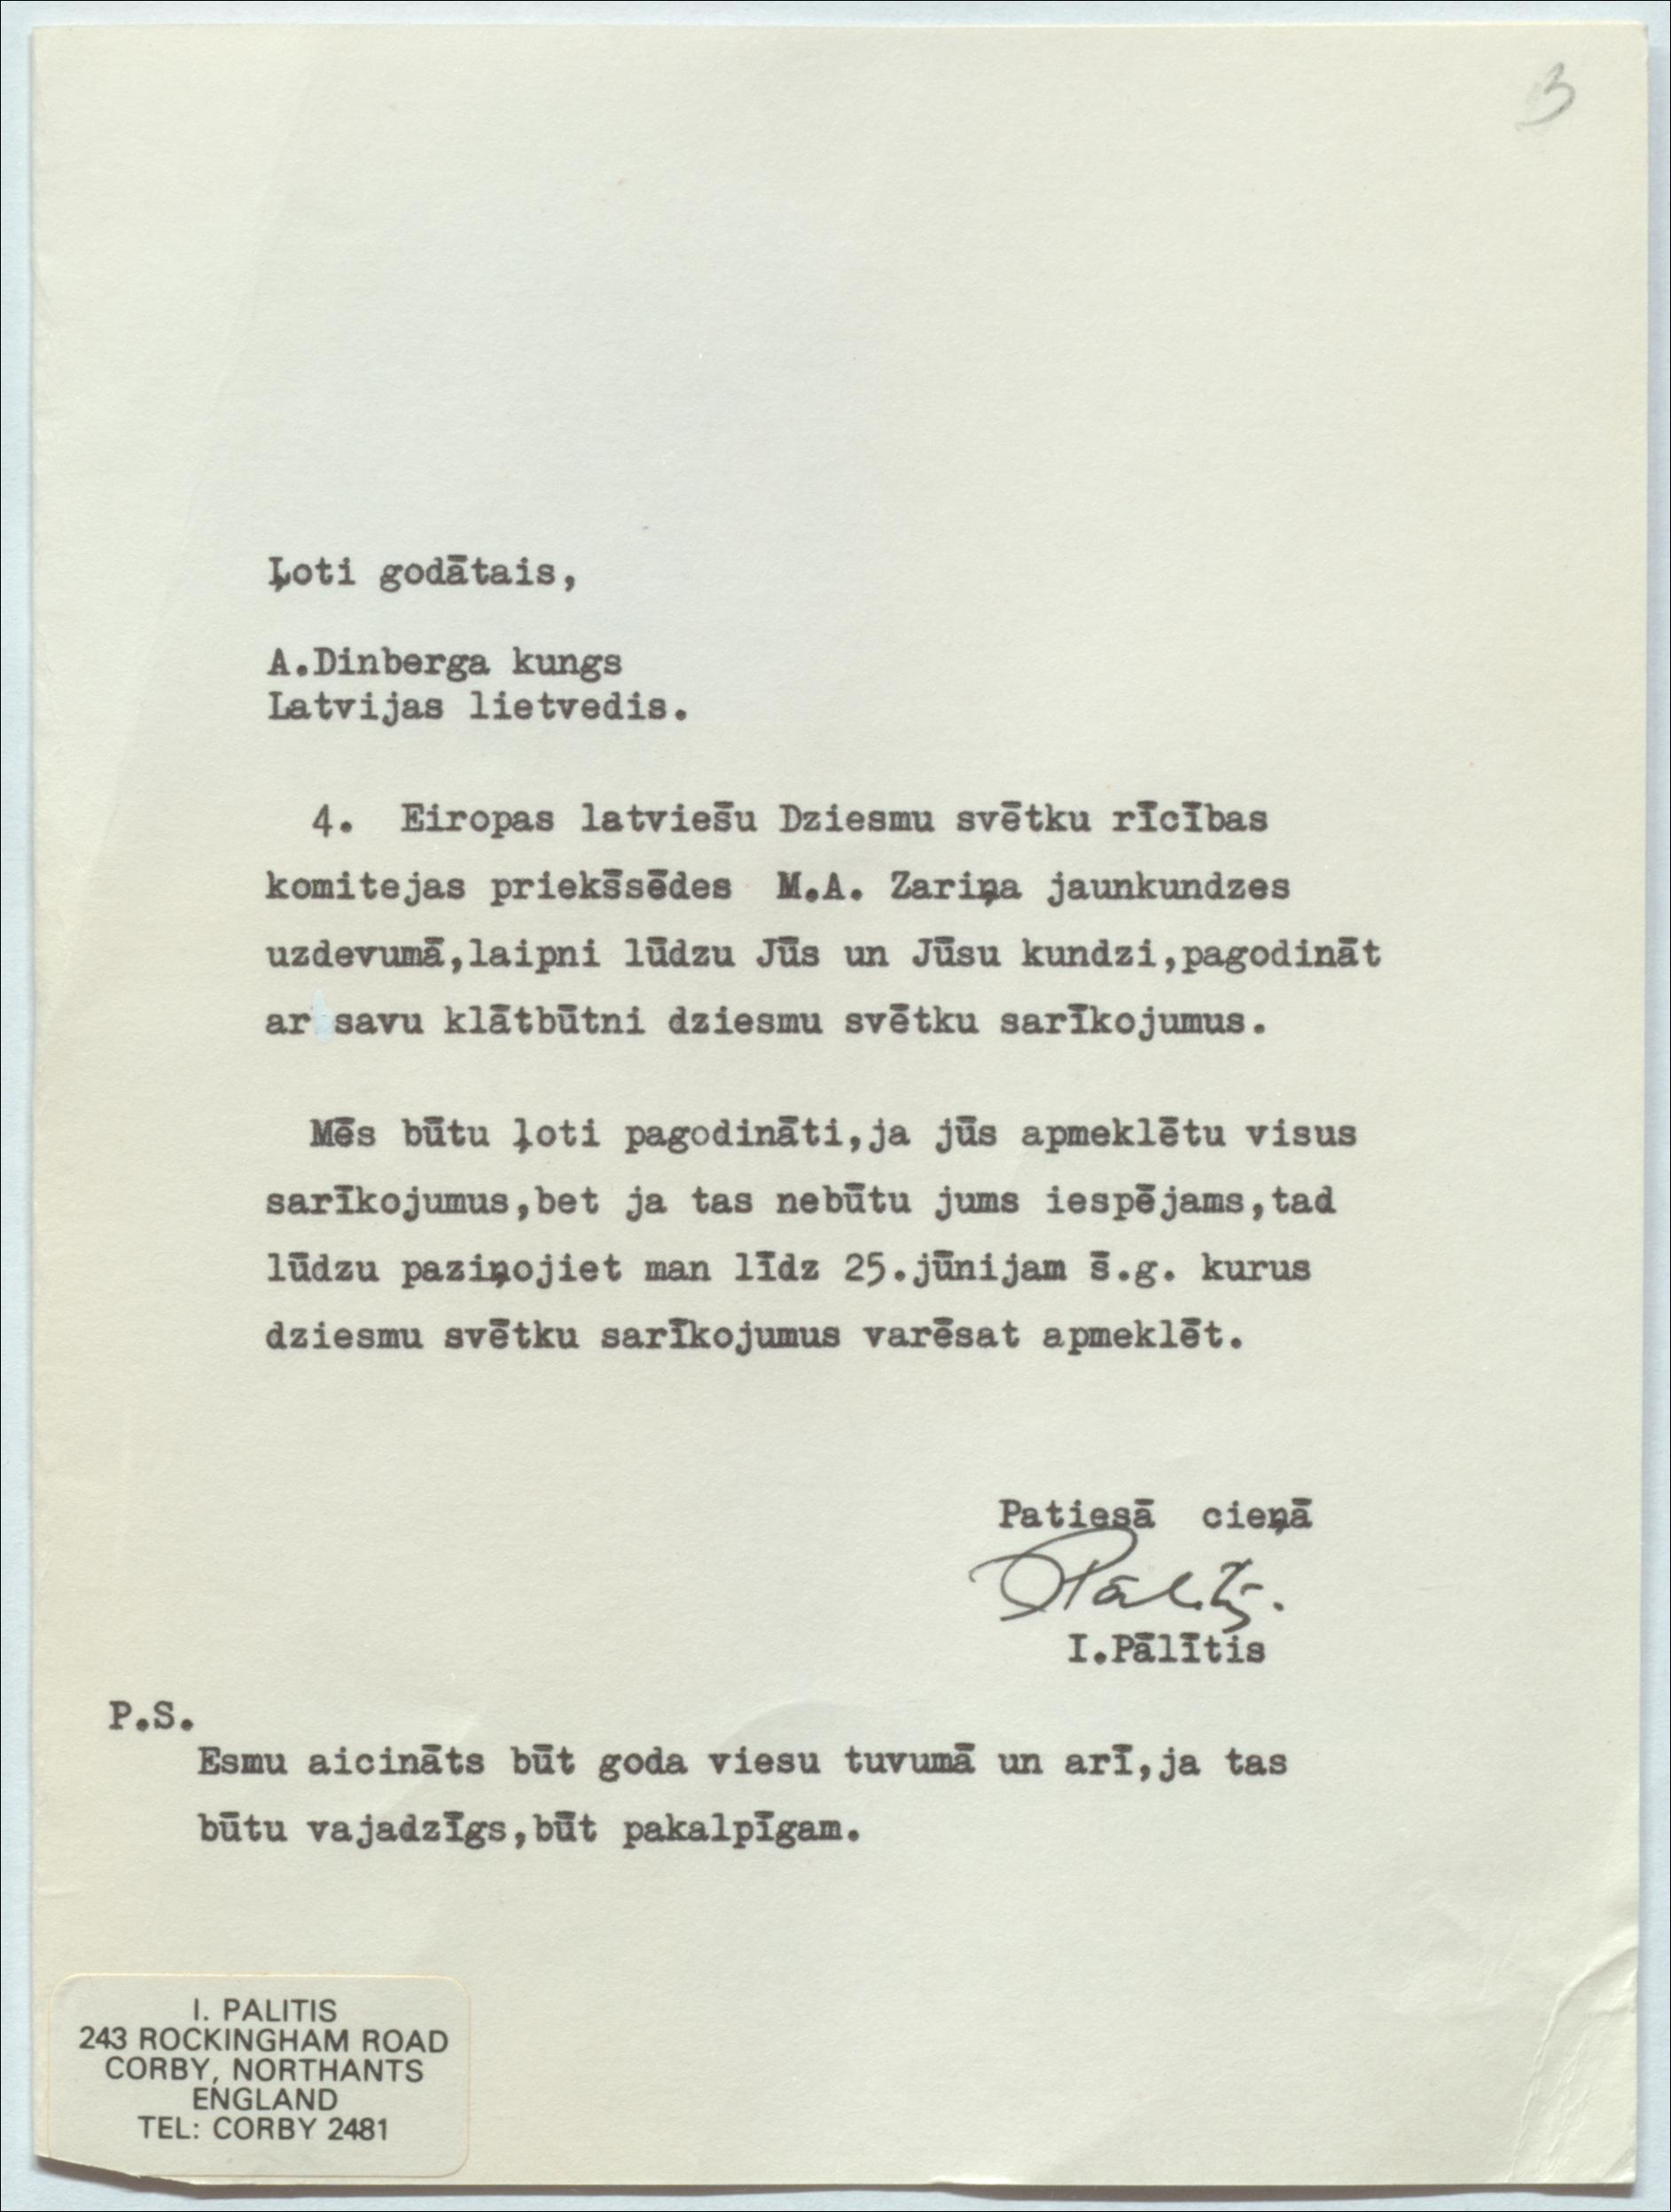 3
Ļoti godātais,
A.Dinberga kungs
Latvijas lietvedis.
4. Eiropas latviešu Dziesmu svētku rīcības
komitejas priekšsēdes M.A. Zariņa jaunkundzes
uzdevumā,laipni lūdzu Jūs un Jūsu kundzi,pagodināt
ar savu klātbūtni dziesmu svētku sarīkojumus.
Mēs būtu ļoti pagodināti,ja jūs apmeklētu visus
sarīkojumus,bet ja tas nebūtu jums iespējams,tad
lūdzu paziņojiet man līdz 25.jūnijam š.g. kurus
dziesmu svētku sarīkojumus varēsat apmeklēt.
Patiesā cieņā
I.Pālītis
P.S.
Esmu aicināts būt goda viesu tuvumā un arī,ja tas
būtu vajadzīgs,būt pakalpīgam.
I. PALITIS
243 ROCKINGHAM ROAD
CORBY, NORTHANTS
ENGLAND
TEL: CORBY 2481